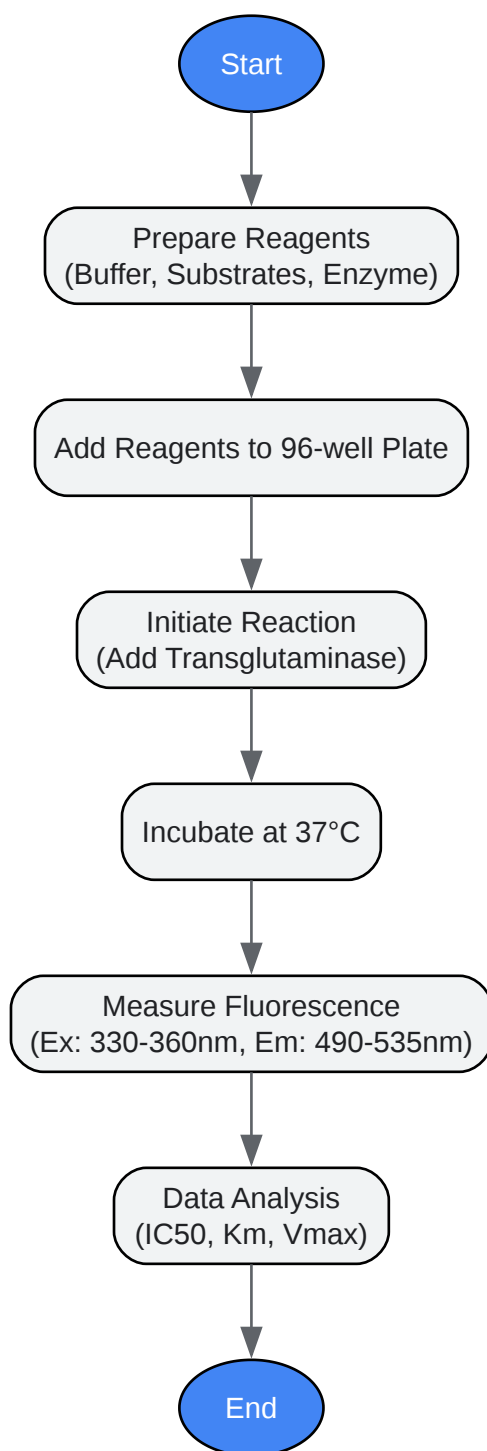 Start
Prepare Reagents
(Buffer, Substrates, Enzyme)
Add Reagents to 96-well Plate
Initiate Reaction
(Add Transglutaminase)
Incubate at 37°C
Measure Fluorescence
(Ex: 330-360nm, Em: 490-535nm)
Data Analysis
(IC50, Km, Vmax)
End